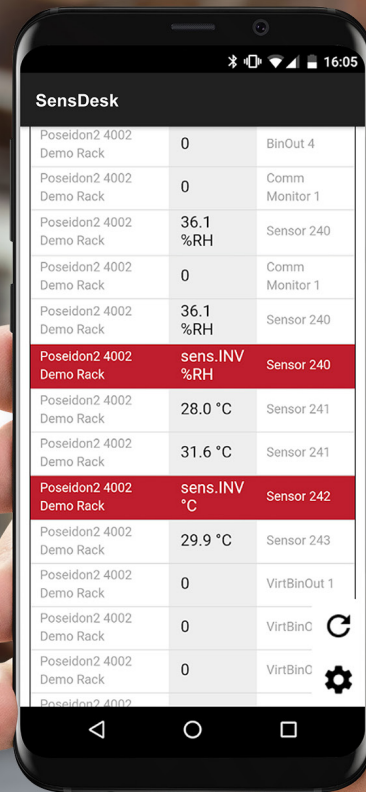 16:05
SensDesk
Poseidon2 4002
Demo Rack
0
BinOut 4
Poseidon2 4002
Demo Rack
0
Comm
Monitor 1
Poseidon2 4002
Demo Rack
36.1
%RH
Sensor 240
Poseidon2 4002
Demo Rack
0
Comm
Monitor 1
Poseidon2 4002
Demo Rack
36.1
%RH
Sensor 240
Poseidon2 4002
Demo Rack
sens.INV
%RH
Sensor 240
Poseidon2 4002
Demo Rack
28.0 °C
Sensor 241
Poseidon2 4002
Demo Rack
31.6 °C
Sensor 241
Poseidon2 4002
Demo Rack
sens.INV
°C
Sensor 242
Poseidon2 4002
Demo Rack
29.9 °C
Sensor 243
Poseidon2 4002
Demo Rack
0
VirtBinOut 1
Poseidon2 4002
Demo Rack
0
VirtBinO
Poseidon2 4002
Demo Rack
0
VirtBinO
Poseidon2 4002